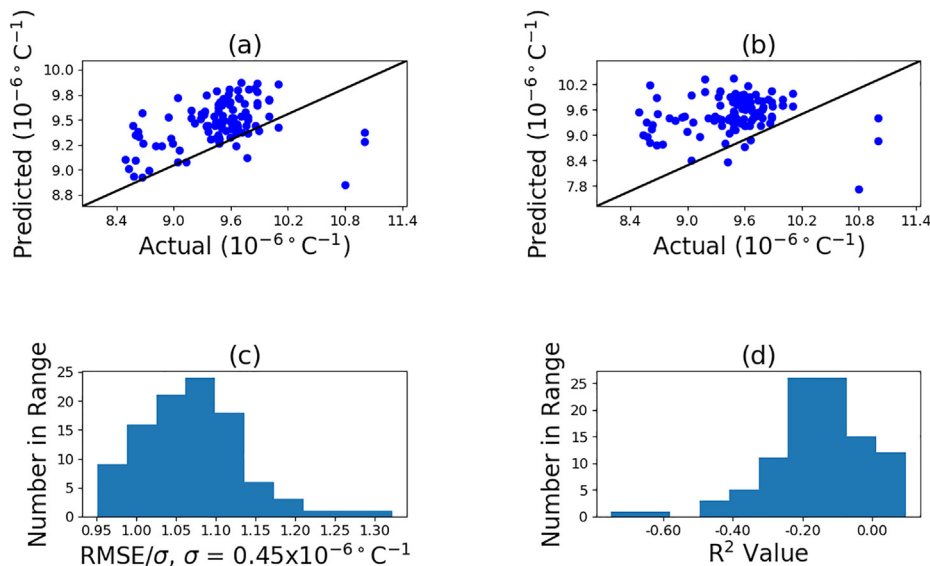 (a)
Predicted (10⁻⁶°C⁻¹)
10.0
9.8
9.5
9.2
9.0
8.8
8.4 9.0 9.6 10.2 10.8 11.4
Actual (10⁻⁶°C⁻¹)
(b)
Predicted (10⁻⁶°C⁻¹)
10.2
9.6
9.0
8.4
7.8
8.4 9.0 9.6 10.2 10.8 11.4
Actual (10⁻⁶°C⁻¹)
(c)
Number in Range
25
20
15
10
5
0
0.95 1.00 1.05 1.10 1.15 1.20 1.25 1.30
RMSE/σ, σ = 0.45x10⁻⁶°C⁻¹
(d)
Number in Range
25
20
15
10
5
0
-0.60 -0.40 -0.20 0.00
R² Value